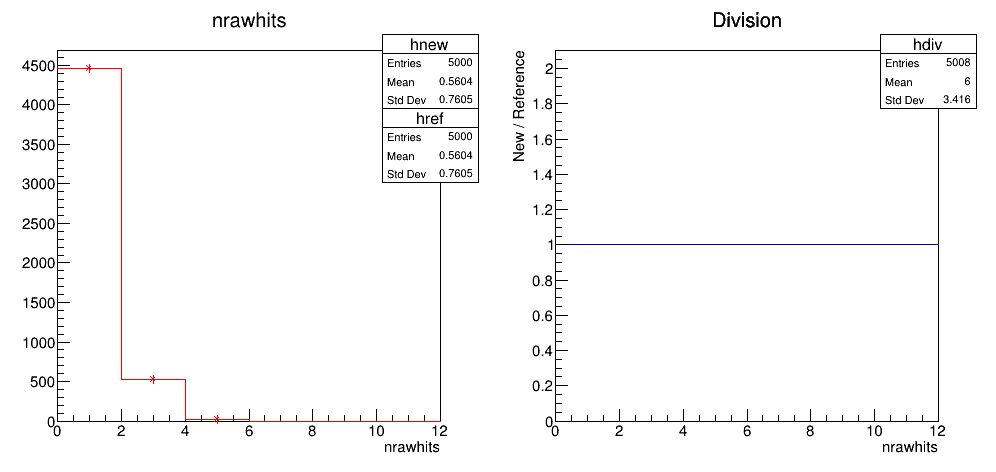 nrawhits
hnew
Entries 5000
Mean 0.5604
Std Dev 0.7605
href
Entries 5000
Mean 0.5604
Std Dev 0.7605
4500
4000
3500
3000
2500
2000
1500
1000
500
0
0 2 4 6 8 10 12
nrawhits
Division
hdiv
Entries 5008
Mean 6
Std Dev 3.416
New / Reference
2
1.8
1.6
1.4
1.2
1
0.8
0.6
0.4
0.2
0
0 2 4 6 8 10 12
nrawhits